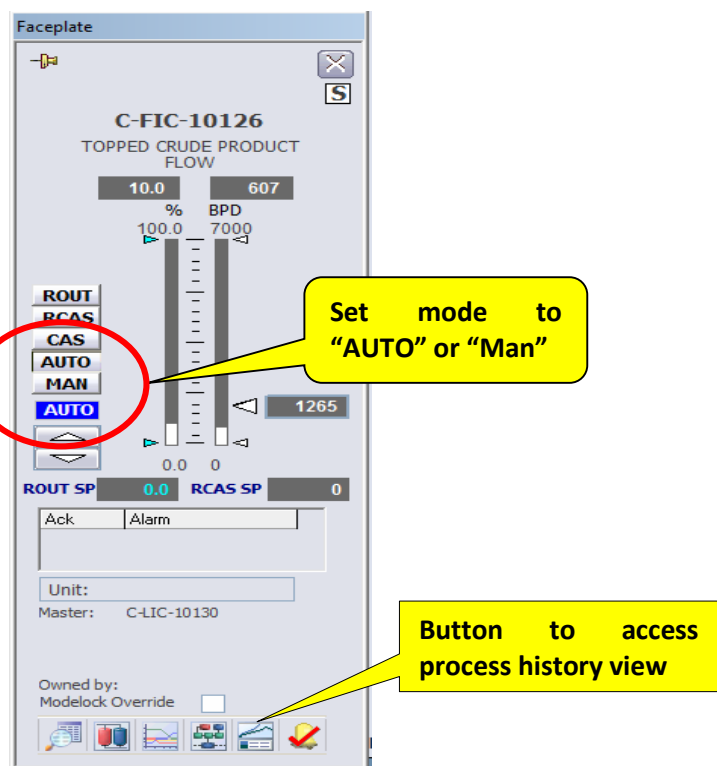 Faceplate
S
C-FIC-10126
TOPPED CRUDE PRODUCT
FLOW
10.0 607
% BPD
100.0 7000
ROUT
RCAS
CAS
AUTO
MAN
AUTO
Set mode to
“AUTO” or “Man”
1265
0.0 0
ROUT SP 0.0 RCAS SP 0
Ack Alarm
Unit:
Master: C-LIC-10130
Button to access
process history view
Owned by:
Modelock Override